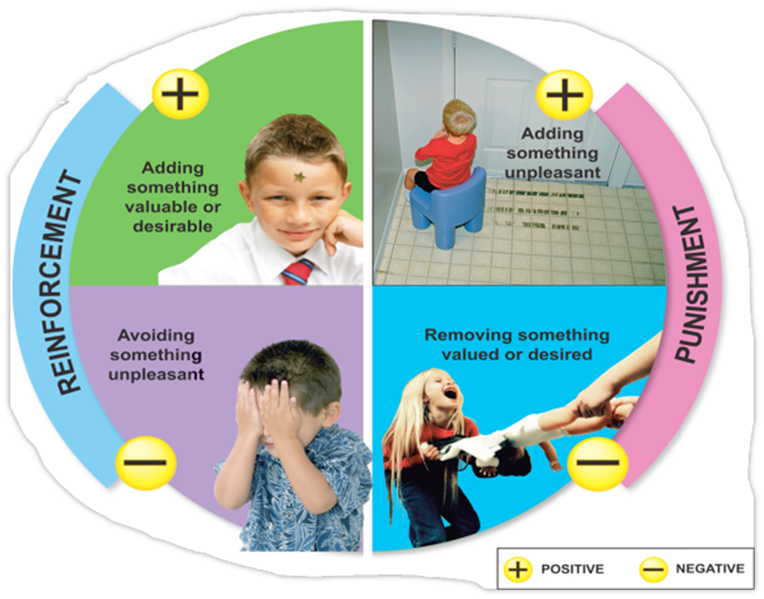 REINFORCEMENT
+
Adding
something
valuable or
desirable
+
Adding
something
unpleasant
PUNISHMENT
Avoiding
something
unpleasant
−
Removing something
valued or desired
−
+ POSITIVE − NEGATIVE